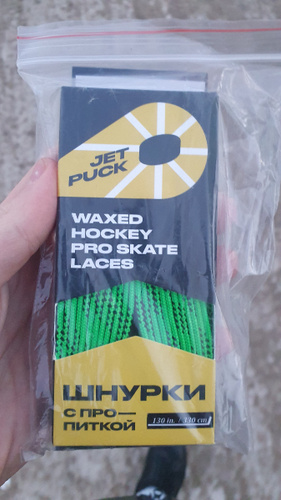 JET
PUCK
WAXED
HOCKEY
PRO SKATE
LACES
ШНУРКИ
С ПРО—
ПИТКОЙ
130 in. / 330 cm